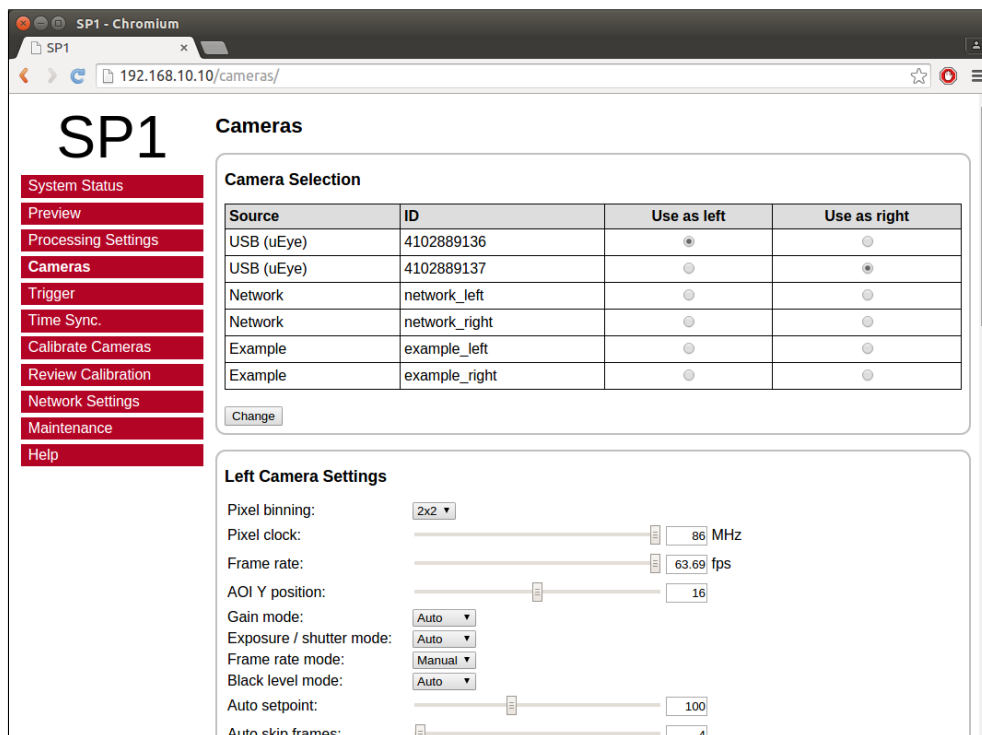 SP1 - Chromium
SP1 ×
192.168.10.10/cameras/
SP1
System Status
Preview
Processing Settings
Cameras
Trigger
Time Sync.
Calibrate Cameras
Review Calibration
Network Settings
Maintenance
Help
Cameras
Camera Selection
Source ID Use as left Use as right
USB (uEye) 4102889136
USB (uEye) 4102889137
Network network_left
Network network_right
Example example_left
Example example_right
Change
Left Camera Settings
Pixel binning: 2x2
Pixel clock: 86 MHz
Frame rate: 63.69 fps
AOI Y position: 16
Gain mode: Auto
Exposure / shutter mode: Auto
Frame rate mode: Manual
Black level mode: Auto
Auto setpoint: 100
Auto skip frames: 4